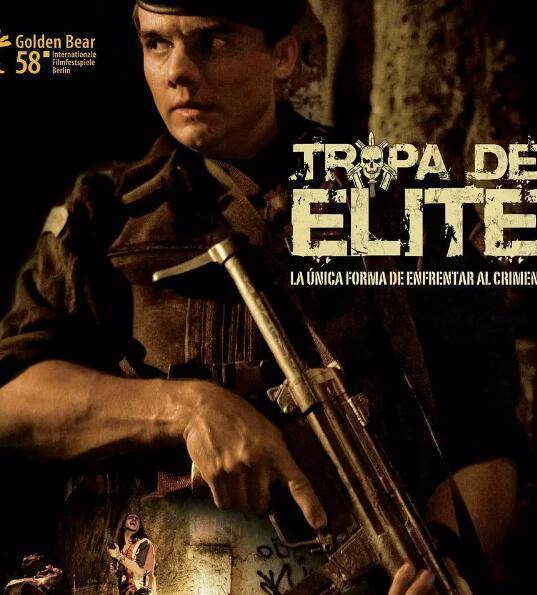 Golden Bear
58
Internationale
Filmfestspiele
Berlin
TROPA DE
ELITE
LA ÚNICA FORMA DE ENFRENTAR AL CRIMEN